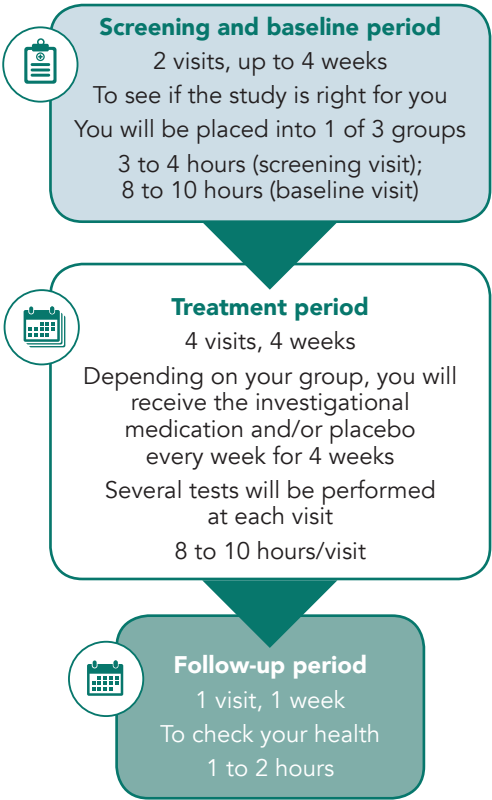 Screening and baseline period
2 visits, up to 4 weeks
To see if the study is right for you
You will be placed into 1 of 3 groups
3 to 4 hours (screening visit);
8 to 10 hours (baseline visit)
Treatment period
4 visits, 4 weeks
Depending on your group, you will
receive the investigational
medication and/or placebo
every week for 4 weeks
Several tests will be performed
at each visit
8 to 10 hours/visit
Follow-up period
1 visit, 1 week
To check your health
1 to 2 hours